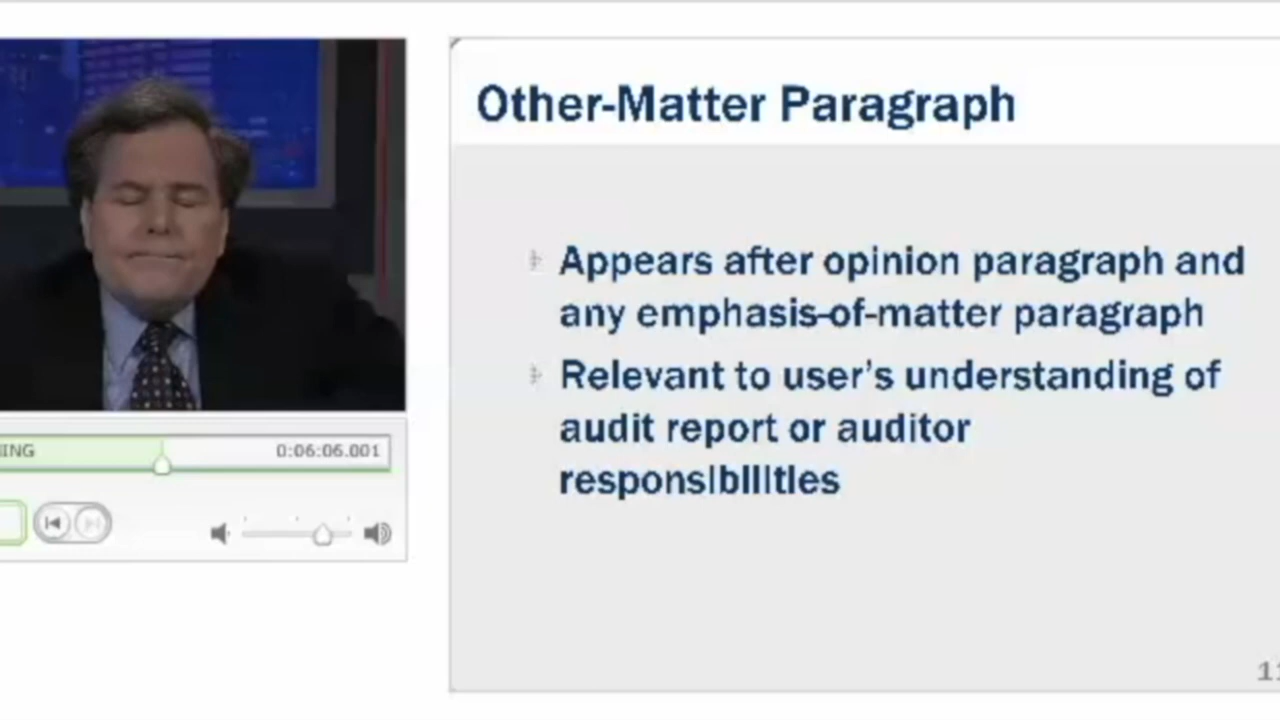 Other-Matter Paragraph
Appears after opinion paragraph and
any emphasis-of-matter paragraph
Relevant to user's understanding of
audit report or auditor
responsibilities
0:06:06.001